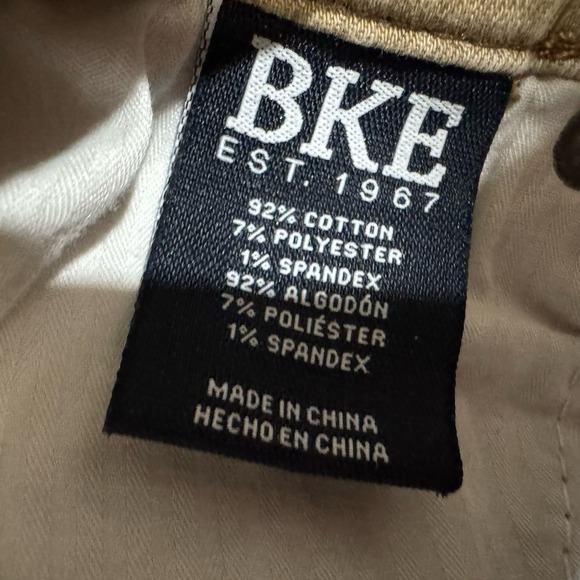 BKE
EST. 1967
92% COTTON
7% POLYESTER
1% SPANDEX
92% ALGODÓN
7% POLIÉSTER
1% SPANDEX
MADE IN CHINA
HECHO EN CHINA